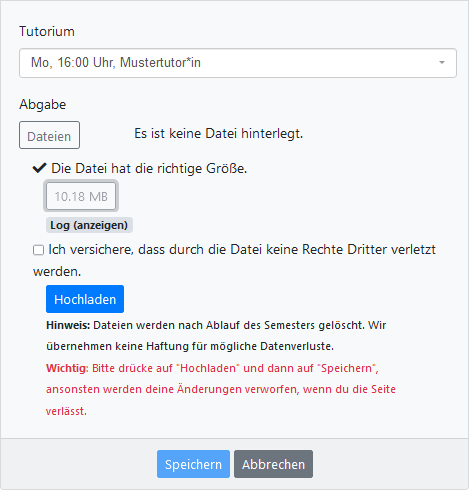 Tutorium
Mo, 16:00 Uhr, Mustertutor*in
Abgabe
Dateien
Es ist keine Datei hinterlegt.
Die Datei hat die richtige Größe.
10.18 MB
Log (anzeigen)
Ich versichere, dass durch die Datei keine Rechte Dritter verletzt
werden.
Hochladen
Hinweis: Dateien werden nach Ablauf des Semesters gelöscht. Wir
übernehmen keine Haftung für mögliche Datenverluste.
Wichtig: Bitte drücke auf "Hochladen" und dann auf "Speichern",
ansonsten werden deine Änderungen verworfen, wenn du die Seite
verlässt.
Speichern
Abbrechen